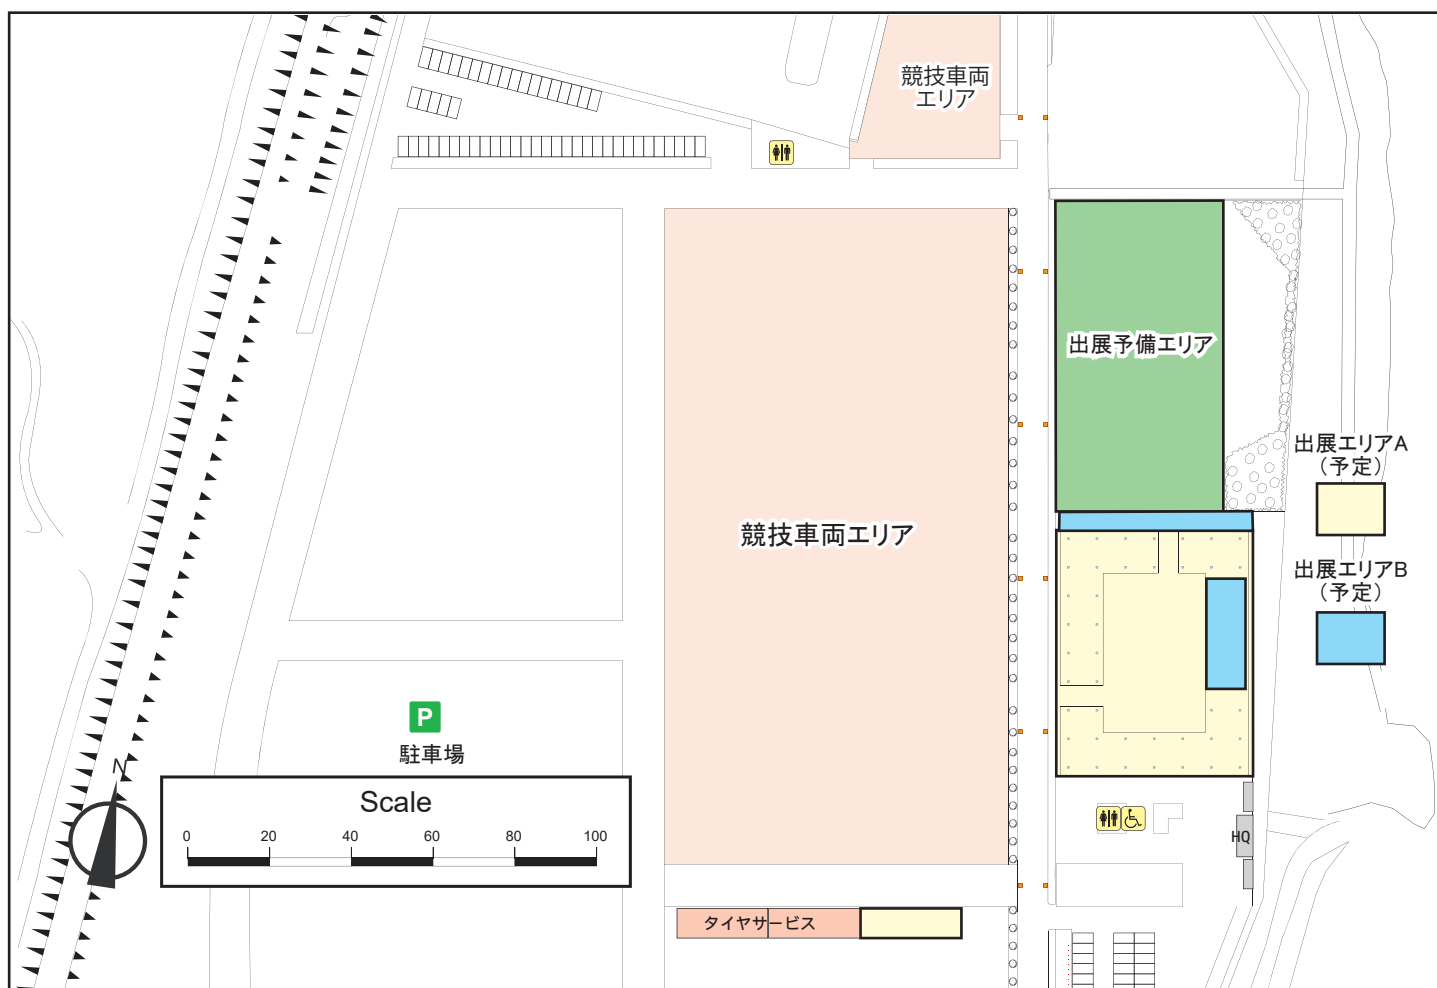 競技車両
エリア
出展予備エリア
出展エリアA
（予定）
競技車両エリア
出展エリアB
（予定）
P
駐車場
N
Scale
0 20 40 60 80 100
HQ
タイヤサービス